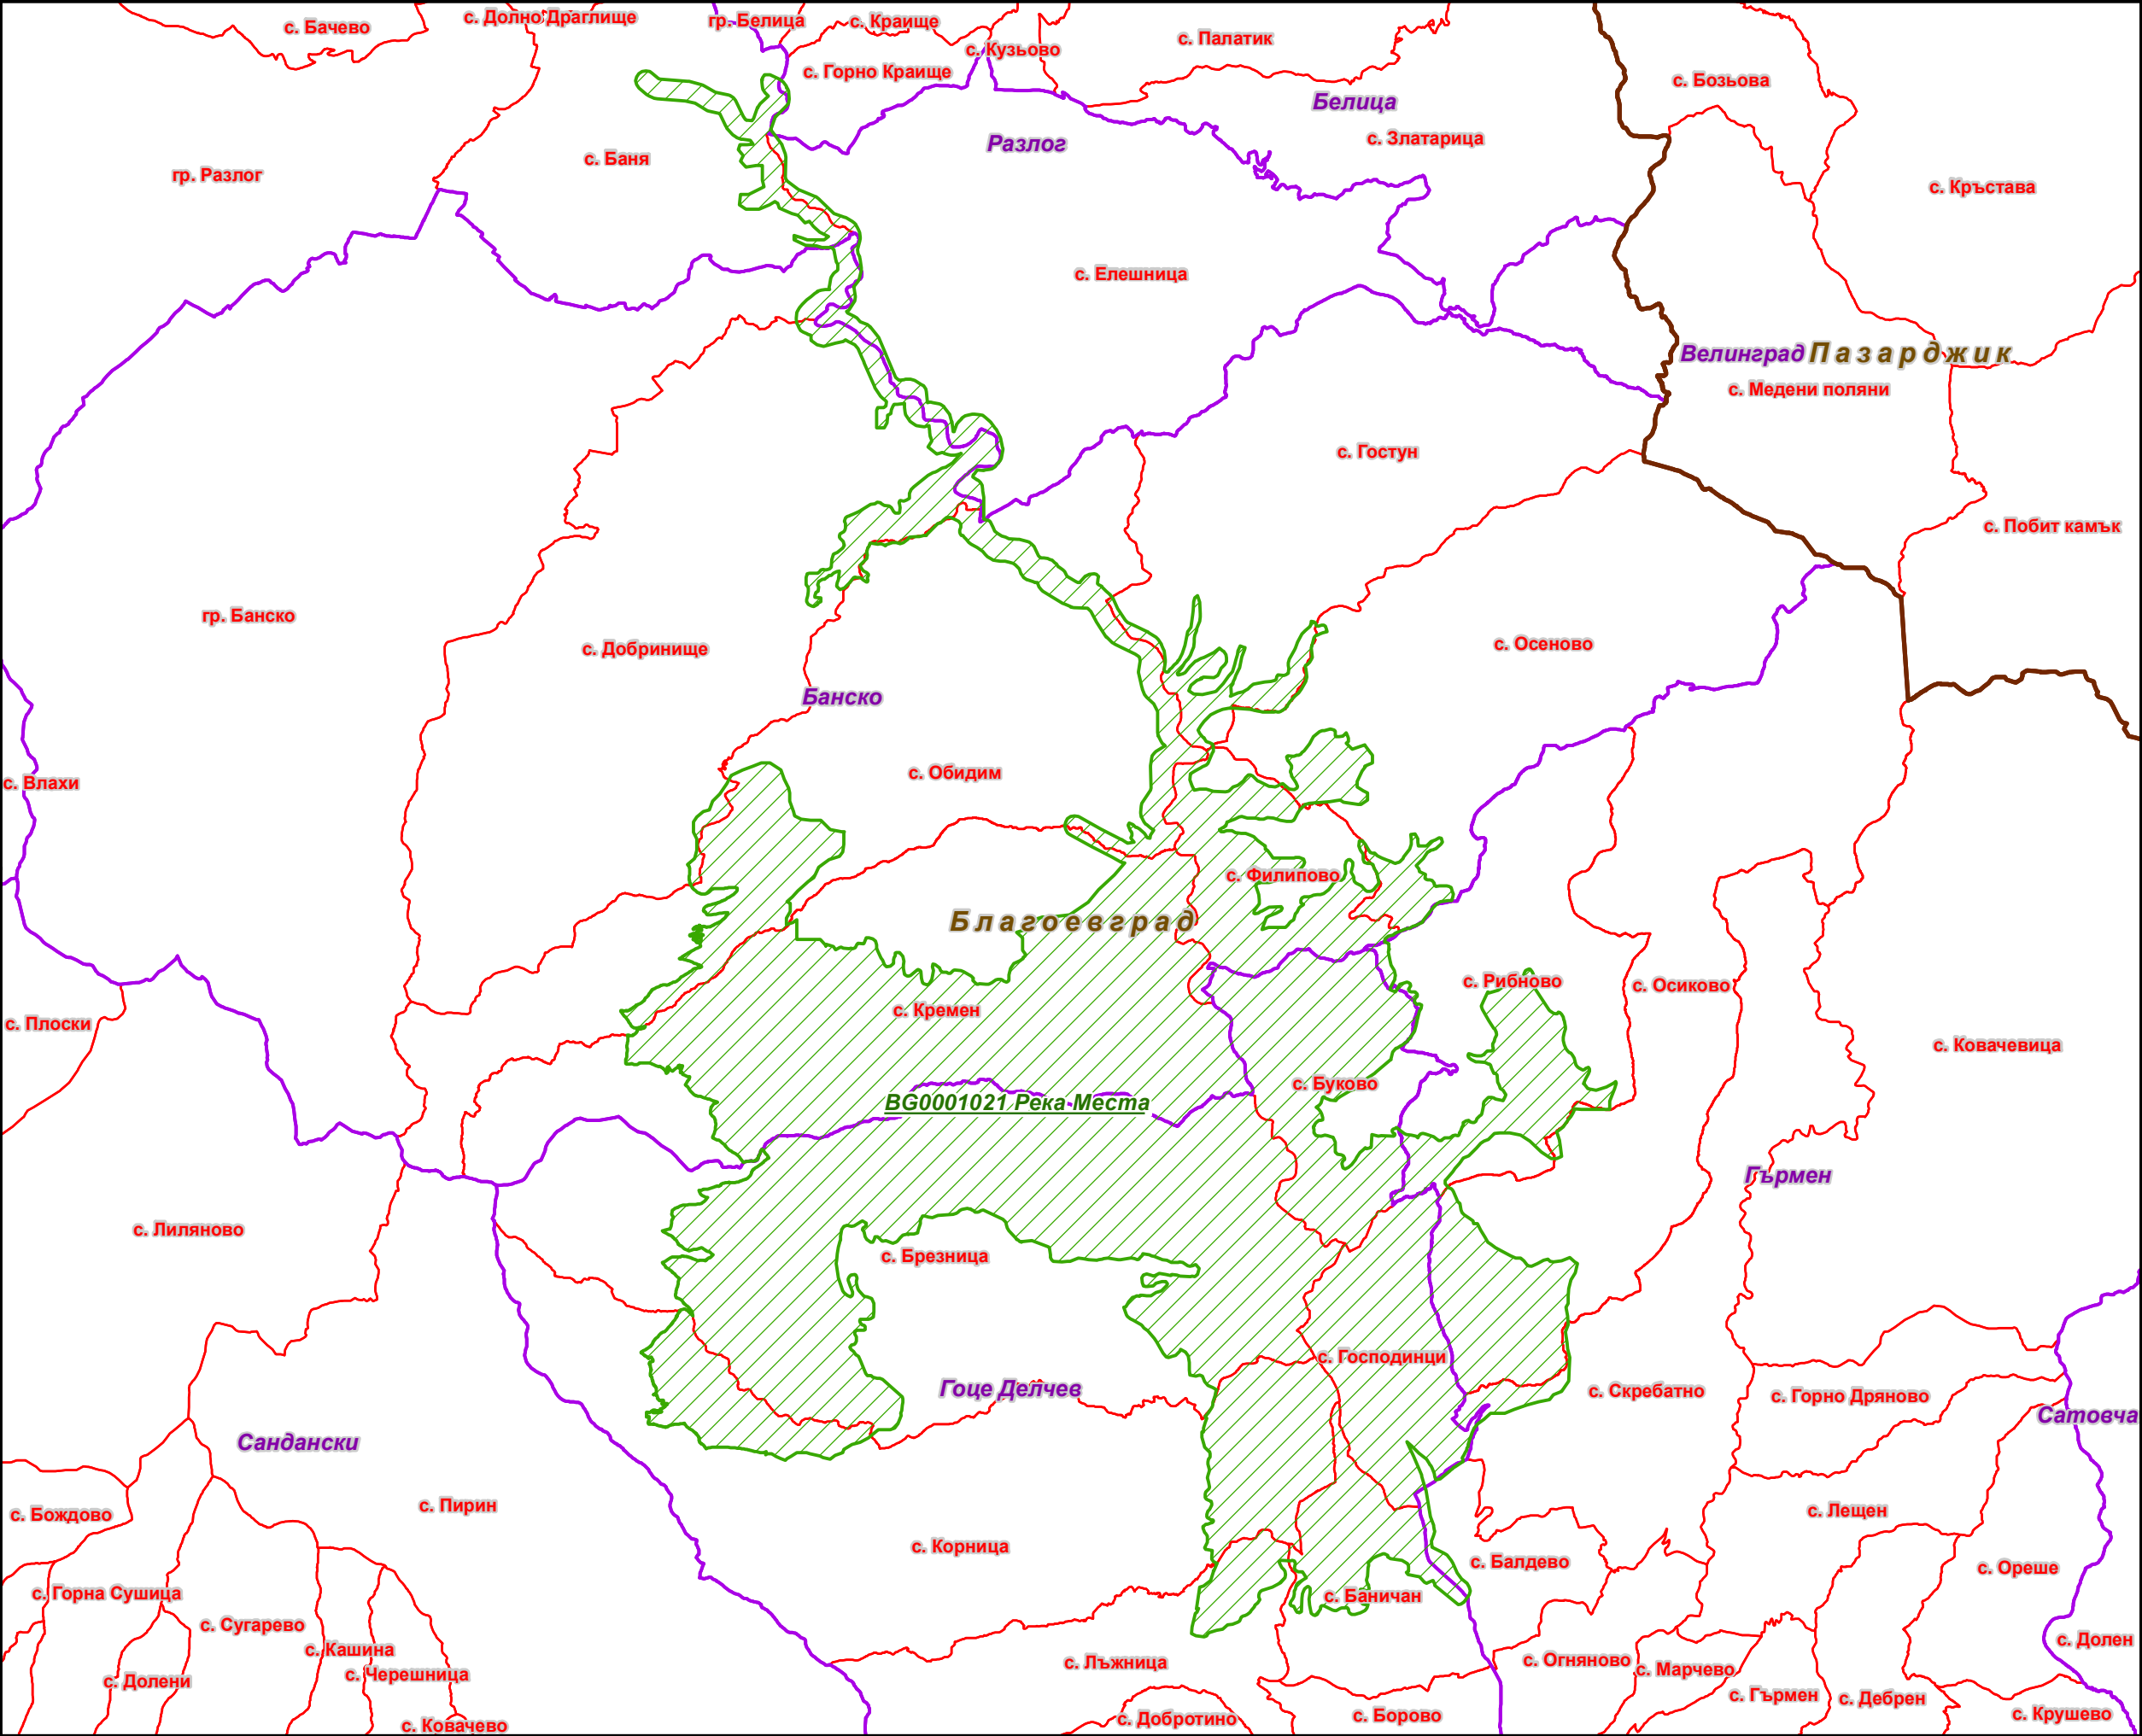 с. Бачево
с. Долно Драглище
гр. Белица
с. Краище
с. Кузьово
с. Палатик
с. Горно Краище
с. Бозьова
Белица
с. Златарица
Разлог
с. Баня
гр. Разлог
с. Кръстава
с. Елешница
Велинград
Пазарджик
с. Медени поляни
с. Гостун
с. Побит камък
гр. Банско
с. Добринище
с. Осеново
Банско
с. Обидим
с. Влахи
с. Филипово
Благоевград
с. Рибново
с. Осиково
с. Кремен
с. Плоски
с. Ковачевица
с. Буково
BG0001021 Река Места
Гърмен
с. Лиляново
с. Брезница
с. Господинци
Гоце Делчев
с. Скребатно
с. Горно Дряново
Сатовча
Сандански
с. Пирин
с. Бождово
с. Лещен
с. Корница
с. Балдево
с. Ореше
с. Горна Сушица
с. Баничан
с. Сугарево
с. Кашина
с. Долен
с. Лъжница
с. Огняново
с. Марчево
с. Черешница
с. Долени
с. Гърмен
с. Дебрен
с. Крушево
с. Ковачево
с. Добротино
с. Борово